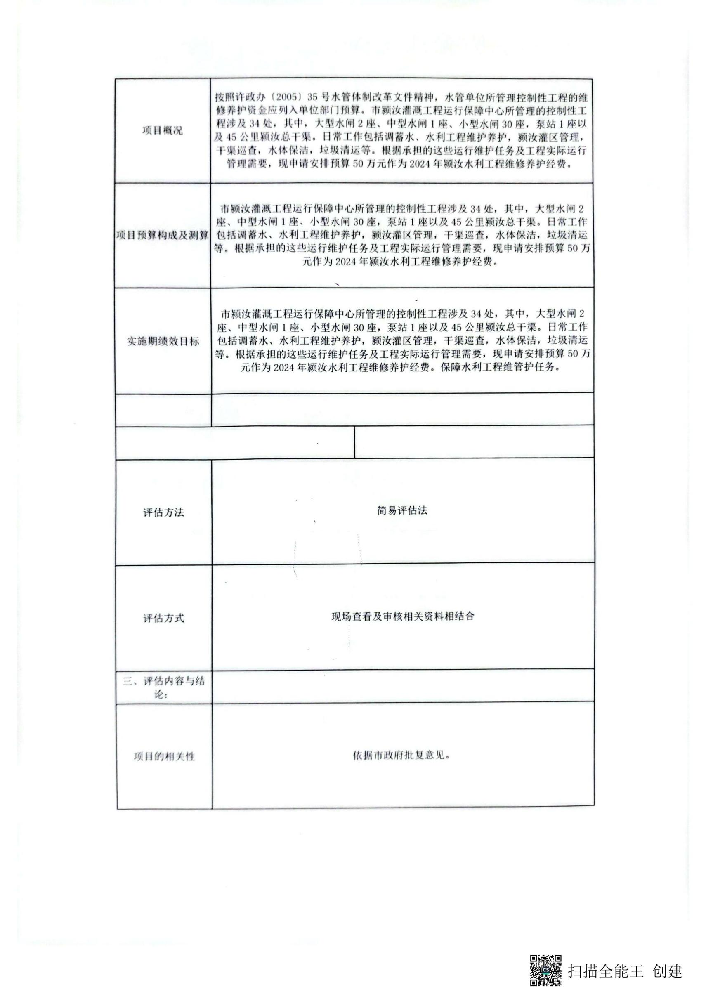 项目概况
按照许政办〔2005〕35号水管体制改革文件精神，水管单位所管理控制性工程的维
修养护资金应列入单位部门预算。市颍汝灌溉工程运行保障中心所管理的控制性工
程涉及34处，其中，大型水闸2座、中型水闸1座、小型水闸30座，泵站1座以
及45公里颍汝总干渠。日常工作包括调蓄水、水利工程维护养护，颍汝灌区管理，
干渠巡查，水体保洁，垃圾清运等。根据承担的这些运行维护任务及工程实际运行
管理需要，现申请安排预算50万元作为2024年颍汝水利工程维修养护经费。
项目预算构成及测算
市颍汝灌溉工程运行保障中心所管理的控制性工程涉及34处，其中，大型水闸2
座、中型水闸1座、小型水闸30座，泵站1座以及45公里颍汝总干渠。日常工作
包括调蓄水、水利工程维护养护，颍汝灌区管理，干渠巡查，水体保洁，垃圾清运
等。根据承担的这些运行维护任务及工程实际运行管理需要，现申请安排预算50万
元作为2024年颍汝水利工程维修养护经费。
实施期绩效目标
市颍汝灌溉工程运行保障中心所管理的控制性工程涉及34处，其中，大型水闸2
座、中型水闸1座、小型水闸30座，泵站1座以及45公里颍汝总干渠。日常工作
包括调蓄水、水利工程维护养护，颍汝灌区管理，干渠巡查，水体保洁，垃圾清运
等。根据承担的这些运行维护任务及工程实际运行管理需要，现申请安排预算50万
元作为2024年颍汝水利工程维修养护经费。保障水利工程维管护任务。
评估方法
简易评估法
评估方式
现场查看及审核相关资料相结合
三、评估内容与结
论：
项目的相关性
依据市政府批复意见。
CS
扫描全能王 创建